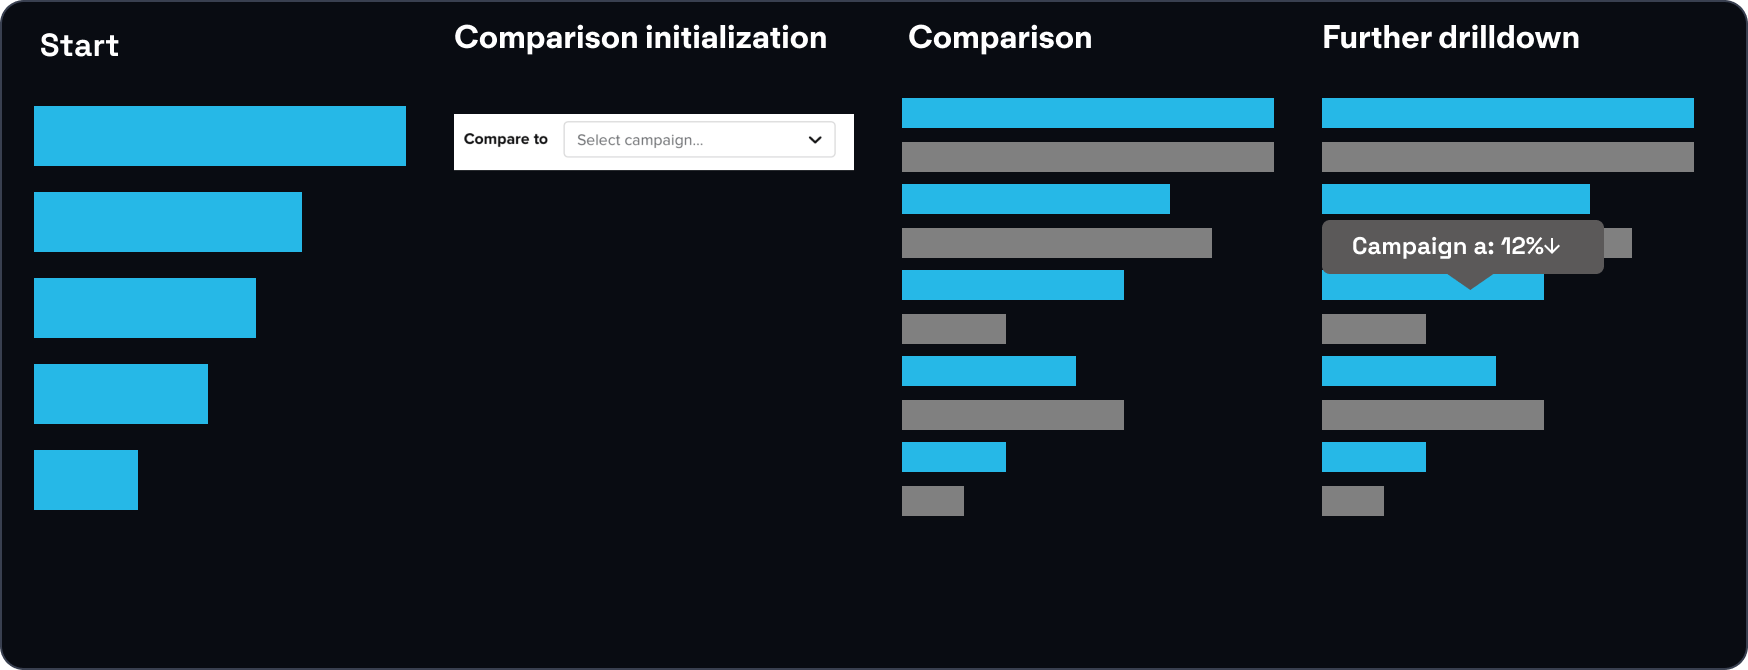 Start
Comparison initialization
Comparison
Further drilldown
Compare to
Select campaign...
Campaign a: 12%↓